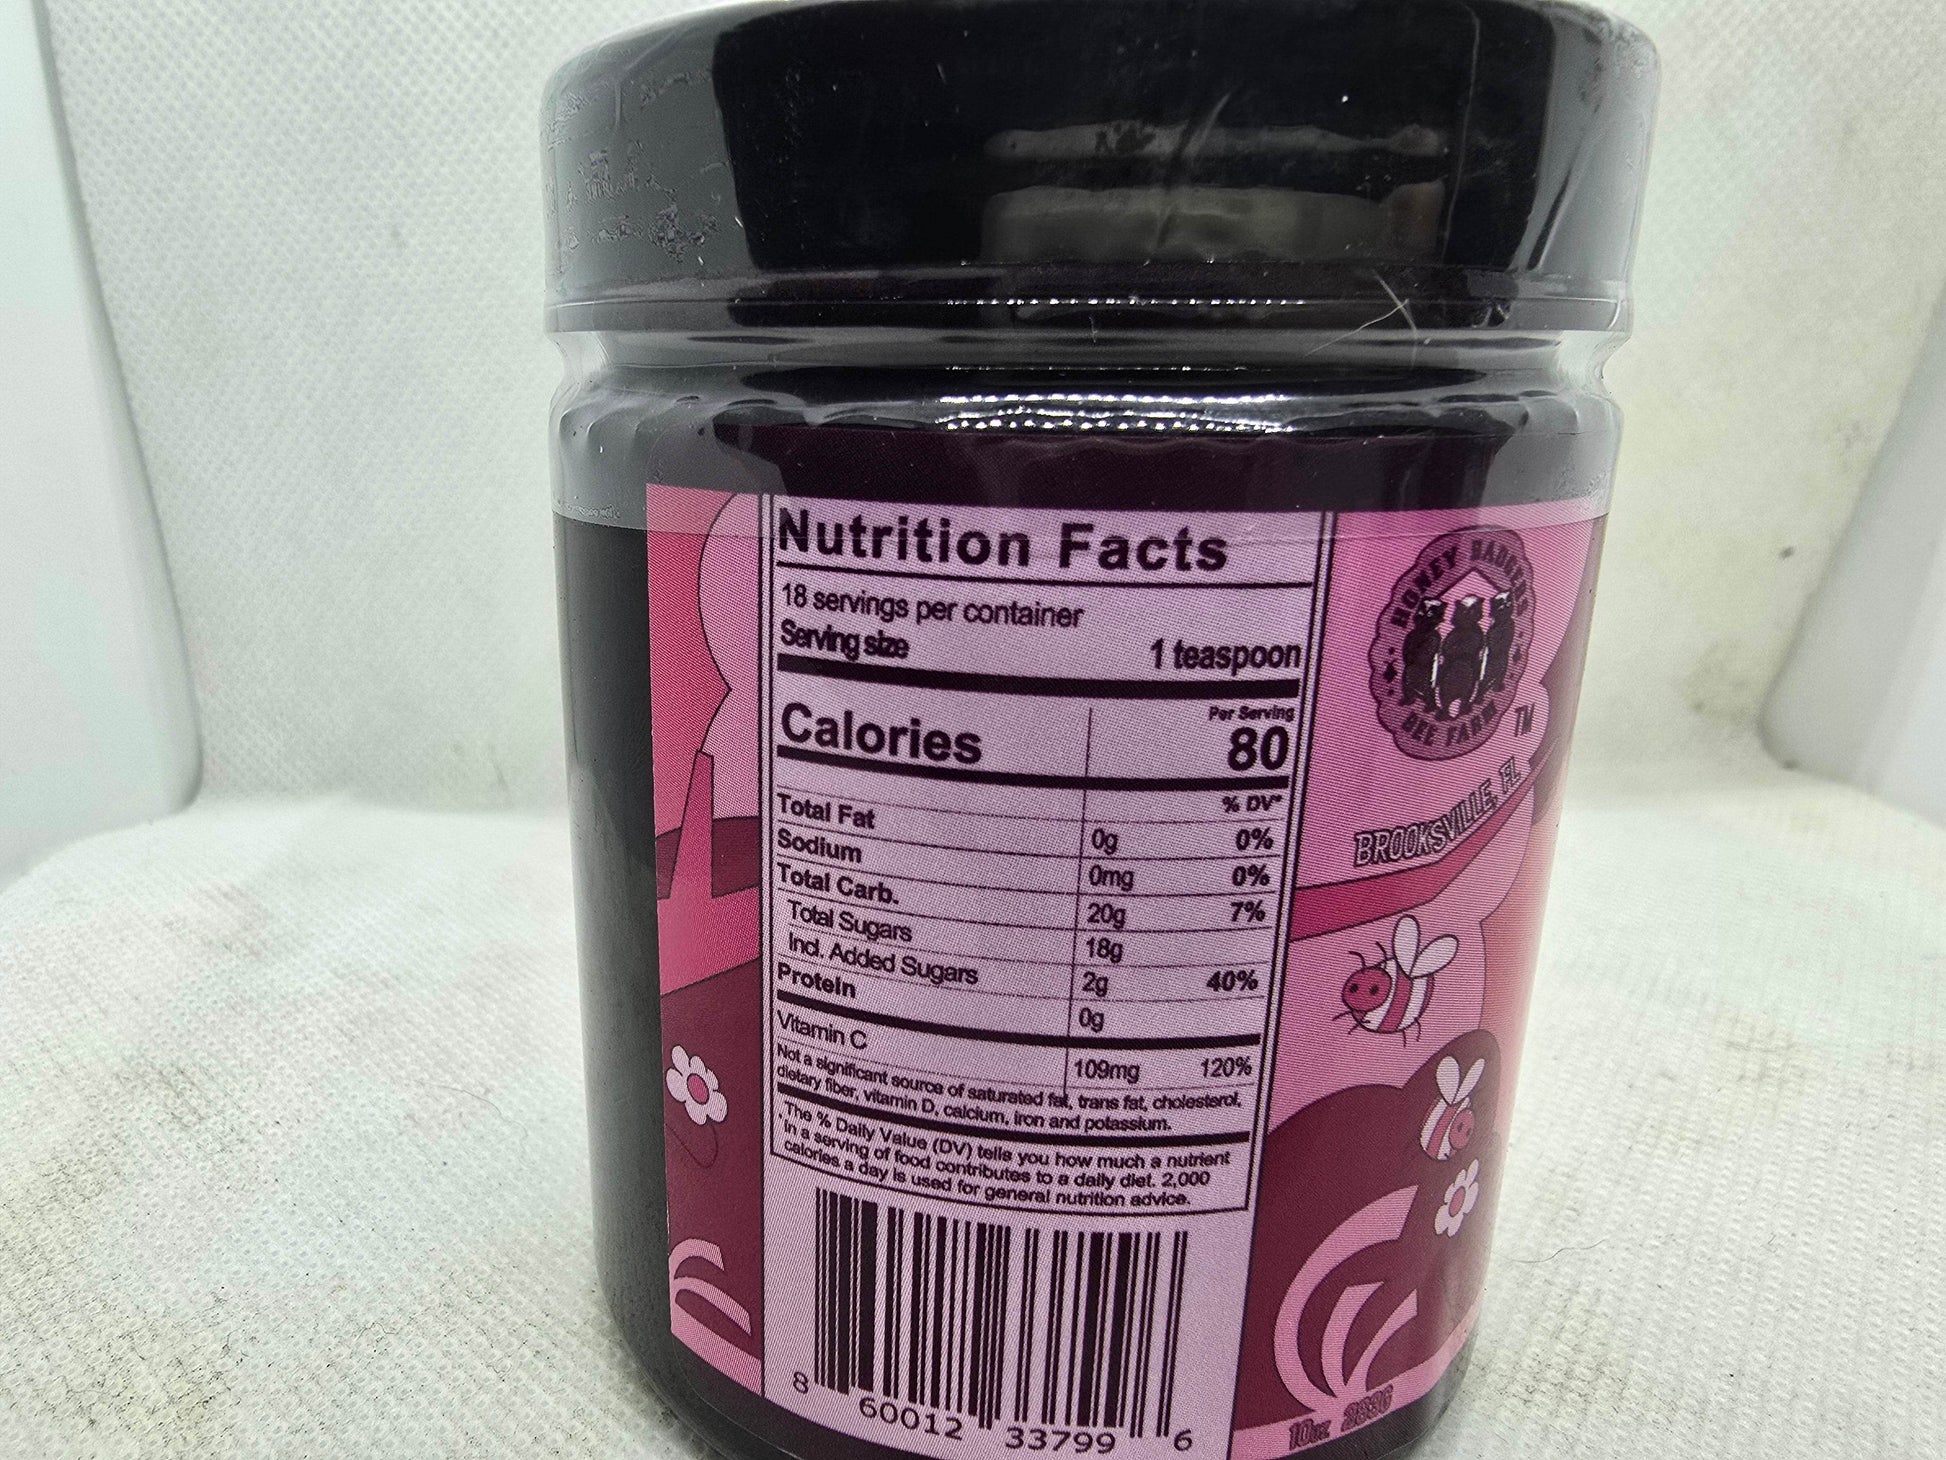 Nutrition Facts
18 servings per container
Serving size 1 teaspoon
Per Serving
Calories 80
% DV*
Total Fat 0g 0%
Sodium 0mg 0%
Total Carb. 20g 7%
Total Sugars 18g
Incl. Added Sugars 2g 40%
Protein 0g
Vitamin C 109mg 120%
Not a significant source of saturated fat, trans fat, cholesterol,
dietary fiber, vitamin D, calcium, iron and potassium.
The % Daily Value (DV) tells you how much a nutrient
in a serving of food contributes to a daily diet. 2,000
calories a day is used for general nutrition advice.
8 60012 33799 6
HONEY BADGERS
BEE FARM TM
BROOKSVILLE, FL
10oz